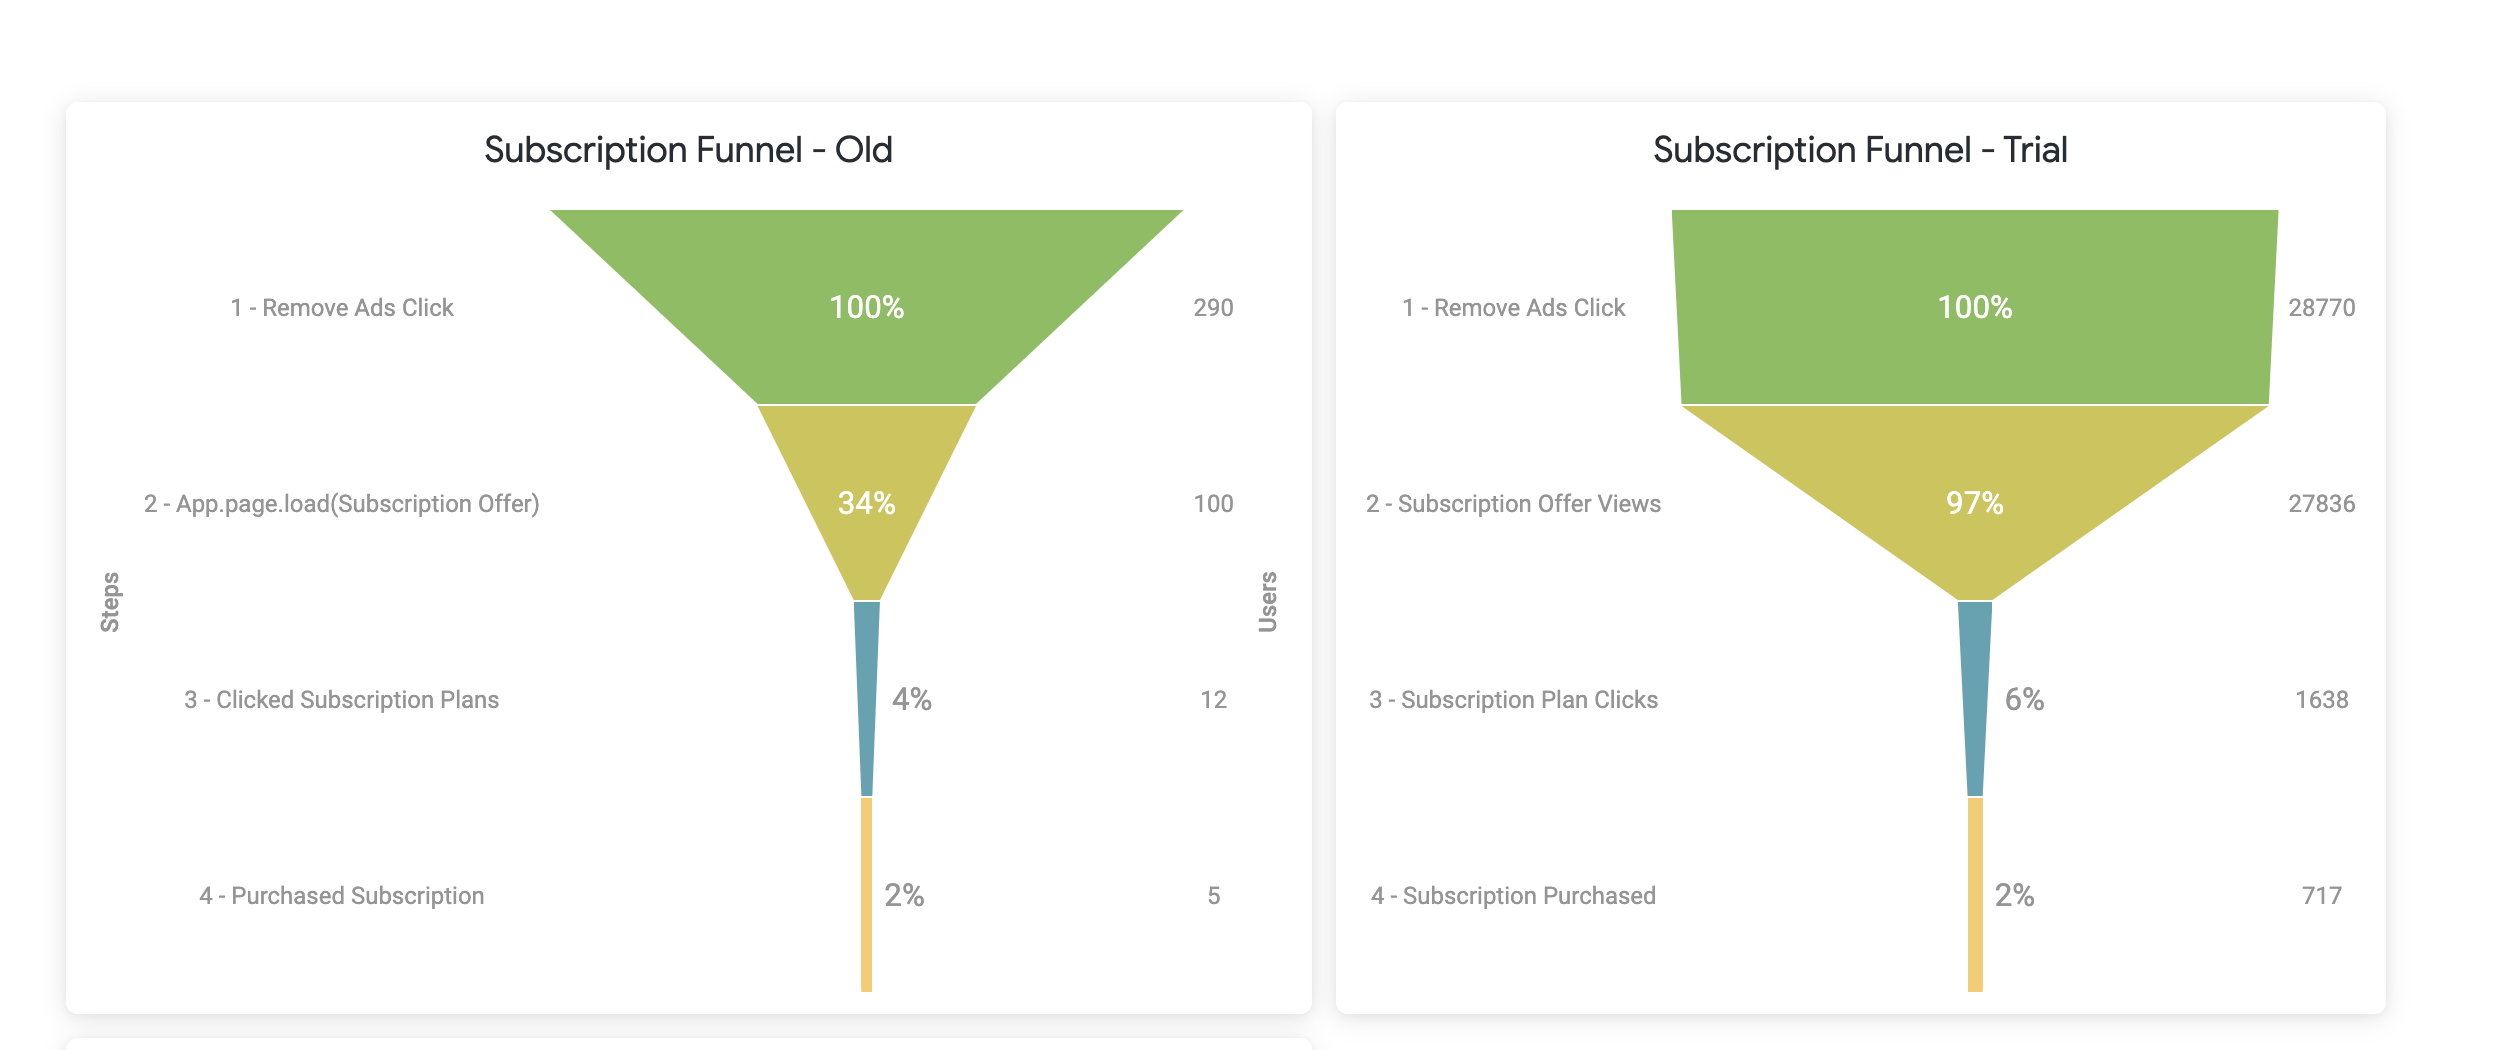 Subscription Funnel - Old
Steps
1 - Remove Ads Click
100%
290
2 - App.page.load(Subscription Offer)
34%
100
3 - Clicked Subscription Plans
4%
12
4 - Purchased Subscription
2%
5
Users
Subscription Funnel - Trial
1 - Remove Ads Click
100%
28770
2 - Subscription Offer Views
97%
27836
3 - Subscription Plan Clicks
6%
1638
4 - Subscription Purchased
2%
717